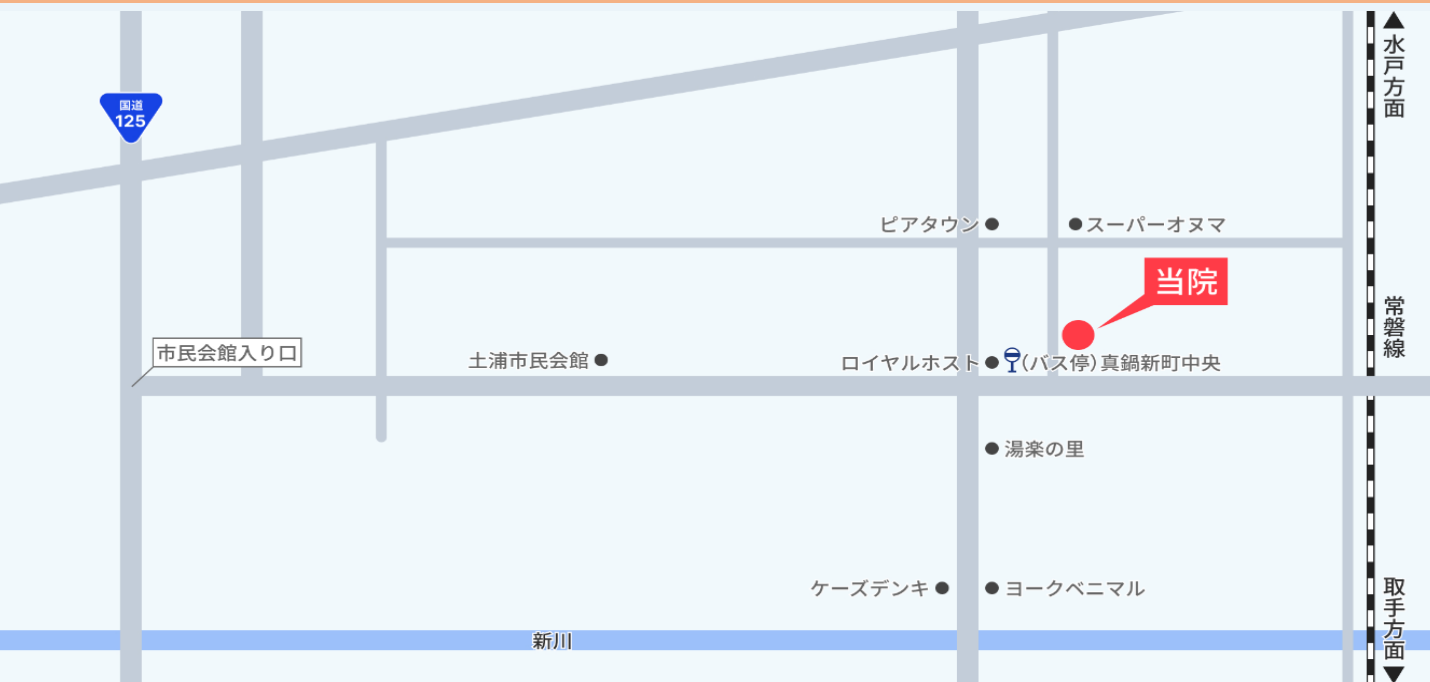 水戸方面
国道
125
ピアタウン
スーパーオヌマ
当院
常磐線
市民会館入り口
土浦市民会館
ロイヤルホスト
(バス停)真鍋新町中央
湯楽の里
ケーズデンキ
ヨークベニマル
取手方面
新川